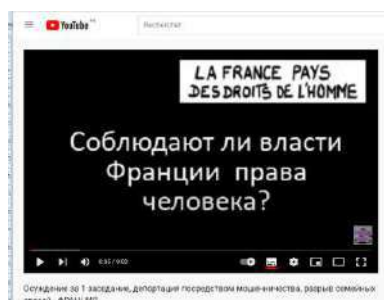 YouTube
Rechercher
LA FRANCE PAYS
DES DROITS DE L'HOMME
Соблюдают ли власти
Франции права
человека?
Осуждение за 1 заседание, депортация посредством мошенничества, разрыв семейных